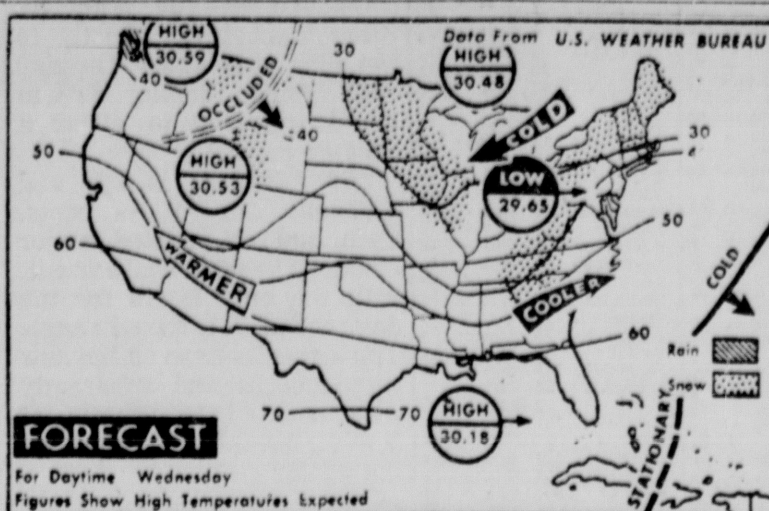 Data From U.S. WEATHER BUREAU
HIGH
30.59
HIGH
30.48
30
40
OCCLUDED
40
COLD
30
HIGH
30.53
LOW
29.65
50
50
60
WARMER
COOLER
COLD
60
Rain
Snow
70
70
HIGH
30.18
STATIONARY
FORECAST
For Daytime Wednesday
Figures Show High Temperatures Expected